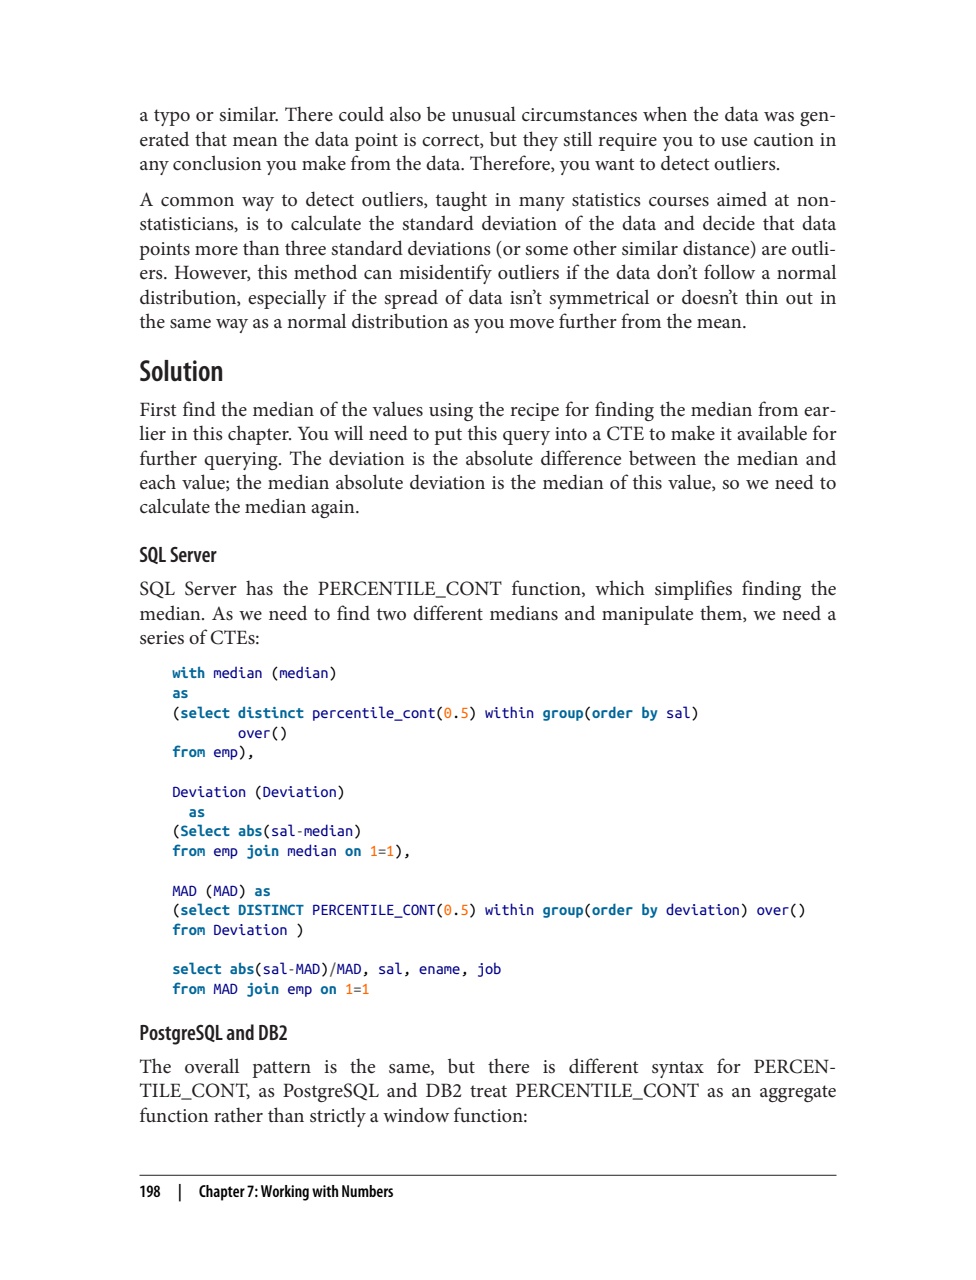 a typo or similar. There could also be unusual circumstances when the data was gen-
erated that mean the data point is correct, but they still require you to use caution in
any conclusion you make from the data. Therefore, you want to detect outliers.
A common way to detect outliers, taught in many statistics courses aimed at non-
statisticians, is to calculate the standard deviation of the data and decide that data
points more than three standard deviations (or some other similar distance) are outli-
ers. However, this method can misidentify outliers if the data don’t follow a normal
distribution, especially if the spread of data isn’t symmetrical or doesn’t thin out in
the same way as a normal distribution as you move further from the mean.
Solution
First find the median of the values using the recipe for finding the median from ear-
lier in this chapter. You will need to put this query into a CTE to make it available for
further querying. The deviation is the absolute difference between the median and
each value; the median absolute deviation is the median of this value, so we need to
calculate the median again.
SQL Server
SQL Server has the PERCENTILE_CONT function, which simplifies finding the
median. As we need to find two different medians and manipulate them, we need a
series of CTEs:
with median (median)
as
(select distinct percentile_cont(0.5) within group(order by sal)
over()
from emp),
Deviation (Deviation)
as
(Select abs(sal-median)
from emp join median on 1=1),
MAD (MAD) as
(select DISTINCT PERCENTILE_CONT(0.5) within group(order by deviation) over()
from Deviation )
select abs(sal-MAD)/MAD, sal, ename, job
from MAD join emp on 1=1
PostgreSQL and DB2
The overall pattern is the same, but there is different syntax for PERCEN-
TILE_CONT, as PostgreSQL and DB2 treat PERCENTILE_CONT as an aggregate
function rather than strictly a window function:
198 | Chapter 7: Working with Numbers